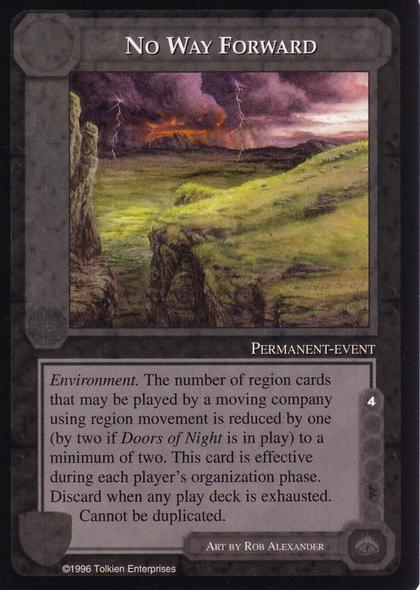 NO WAY FORWARD
PERMANENT-EVENT
Environment. The number of region cards
that may be played by a moving company
using region movement is reduced by one
(by two if Doors of Night is in play) to a
minimum of two. This card is effective
during each player's organization phase.
Discard when any play deck is exhausted.
Cannot be duplicated.
4
ART BY ROB ALEXANDER
©1996 Tolkien Enterprises